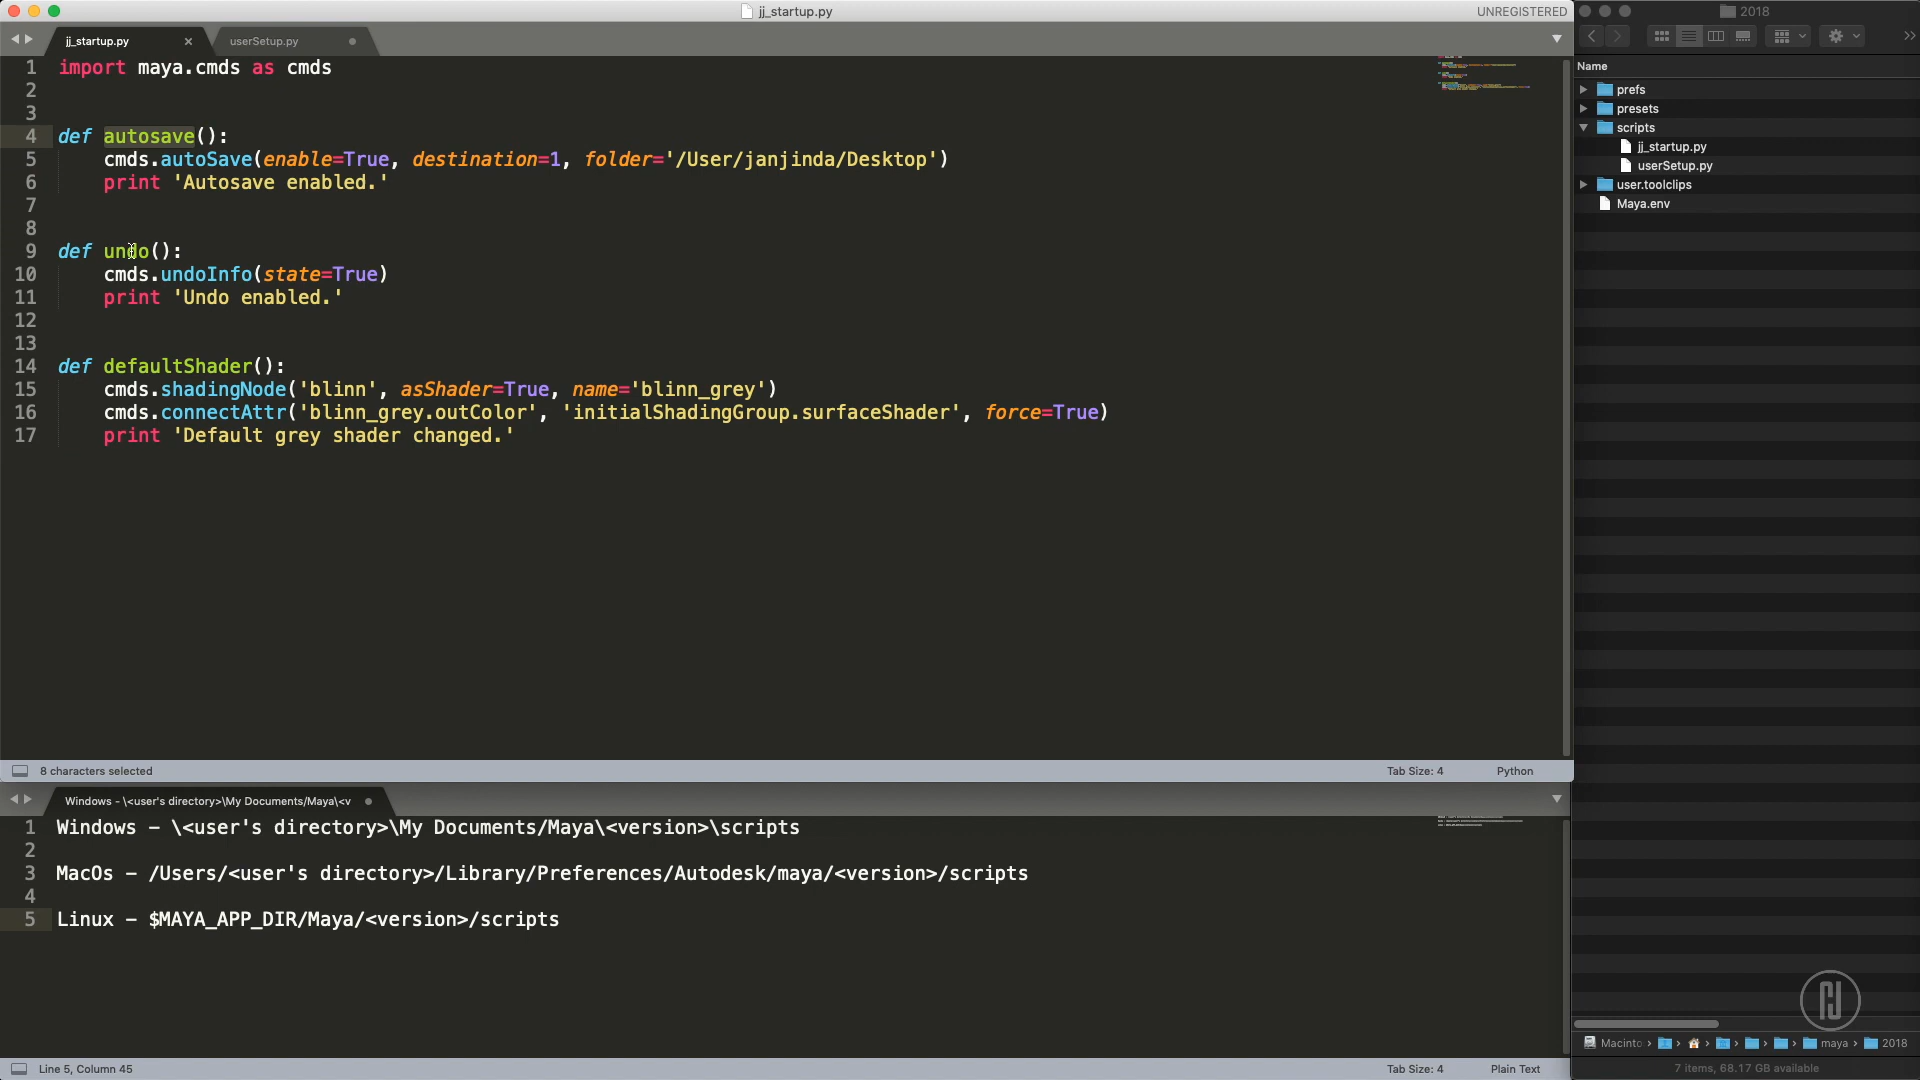 jj_startup.py
UNREGISTERED
2018
jj_startup.py
userSetup.py
Name
prefs
presets
scripts
jj_startup.py
userSetup.py
user.toolclips
Maya.env
1 import maya.cmds as cmds
2
3
4 def autosave():
5 cmds.autoSave(enable=True, destination=1, folder='/User/janjinda/Desktop')
6 print 'Autosave enabled.'
7
8
9 def undo():
10 cmds.undoInfo(state=True)
11 print 'Undo enabled.'
12
13
14 def defaultShader():
15 cmds.shadingNode('blinn', asShader=True, name='blinn_grey')
16 cmds.connectAttr('blinn_grey.outColor', 'initialShadingGroup.surfaceShader', force=True)
17 print 'Default grey shader changed.'
8 characters selected
Tab Size: 4
Python
Windows - \<user's directory>\My Documents/Maya\<v
1 Windows - \<user's directory>\My Documents/Maya\<version>\scripts
2
3 MacOs - /Users/<user's directory>/Library/Preferences/Autodesk/maya/<version>/scripts
4
5 Linux - $MAYA_APP_DIR/Maya/<version>/scripts
Line 5, Column 45
Tab Size: 4
Plain Text
Macinto
maya
2018
7 items, 68.17 GB available